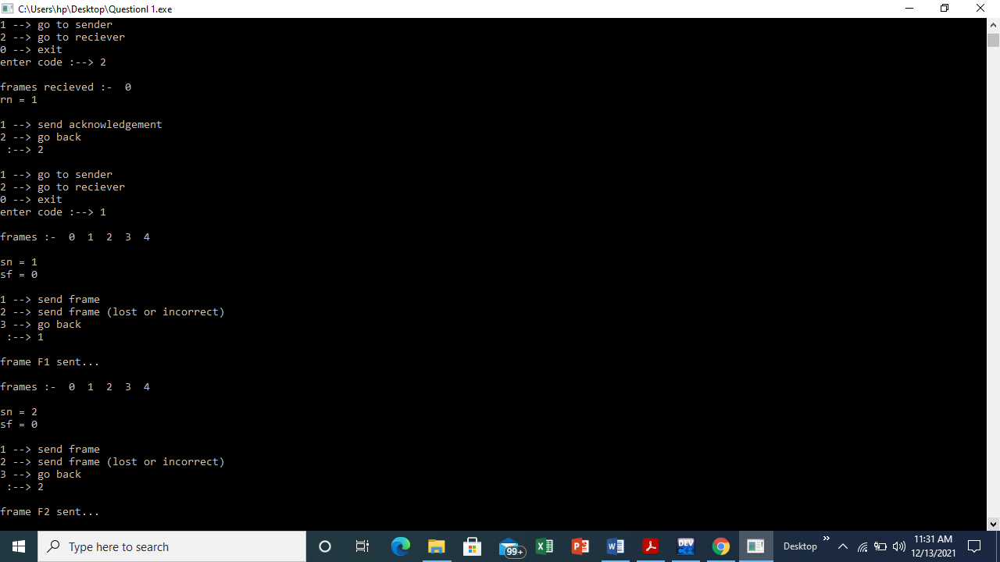 C:\Users\hp\Desktop\QuestionI 1.exe
1 --> go to sender
2 --> go to reciever
0 --> exit
enter code :--> 2
frames recieved :-  0
rn = 1
1 --> send acknowledgement
2 --> go back
 :--> 2
1 --> go to sender
2 --> go to reciever
0 --> exit
enter code :--> 1
frames :-  0  1  2  3  4
sn = 1
sf = 0
1 --> send frame
2 --> send frame (lost or incorrect)
3 --> go back
 :--> 1
frame F1 sent...
frames :-  0  1  2  3  4
sn = 2
sf = 0
1 --> send frame
2 --> send frame (lost or incorrect)
3 --> go back
 :--> 2
frame F2 sent...
Type here to search
99+
DEV
Desktop
11:31 AM
12/13/2021